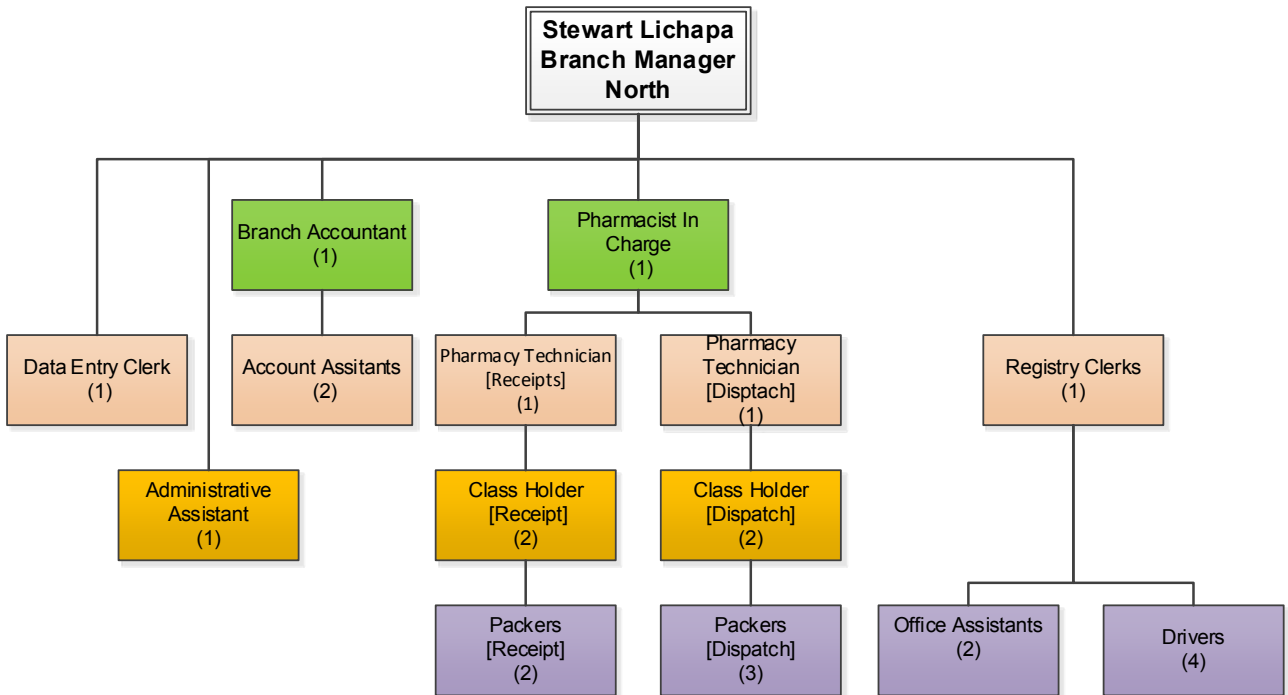 Stewart Lichapa
Branch Manager
North
Branch Accountant
(1)
Pharmacist In
Charge
(1)
Data Entry Clerk
(1)
Account Assitants
(2)
Pharmacy Technician
[Receipts]
(1)
Pharmacy
Technician
[Disptach]
(1)
Registry Clerks
(1)
Administrative
Assistant
(1)
Class Holder
[Receipt]
(2)
Class Holder
[Dispatch]
(2)
Packers
[Receipt]
(2)
Packers
[Dispatch]
(3)
Office Assistants
(2)
Drivers
(4)